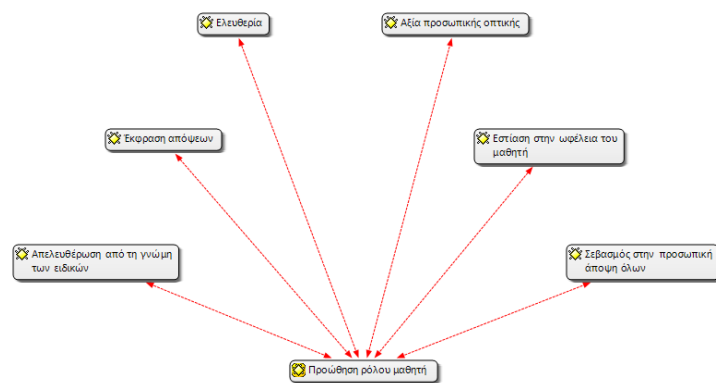 Ελευθερία
Αξία προσωπικής οπτικής
Έκφραση απόψεων
Εστίαση στην ωφέλεια του
μαθητή
Απελευθέρωση από τη γνώμη
των ειδικών
Σεβασμός στην προσωπική
άποψη όλων
Προώθηση ρόλου μαθητή